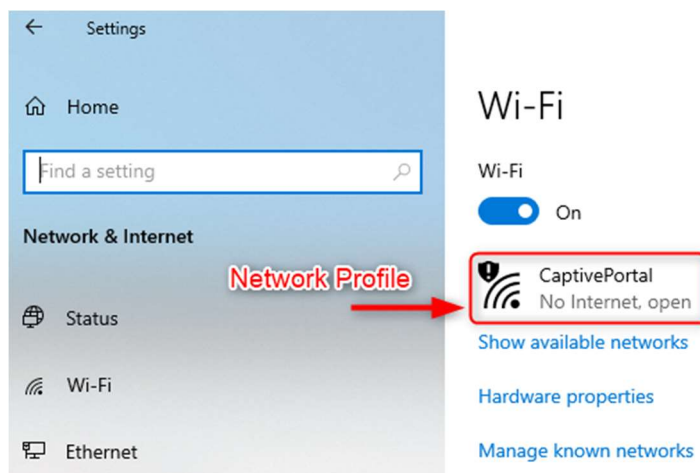 Settings
Home
Find a setting
Network & Internet
Status
Wi-Fi
Ethernet
Network Profile
Wi-Fi
Wi-Fi
On
CaptivePortal
No Internet, open
Show available networks
Hardware properties
Manage known networks